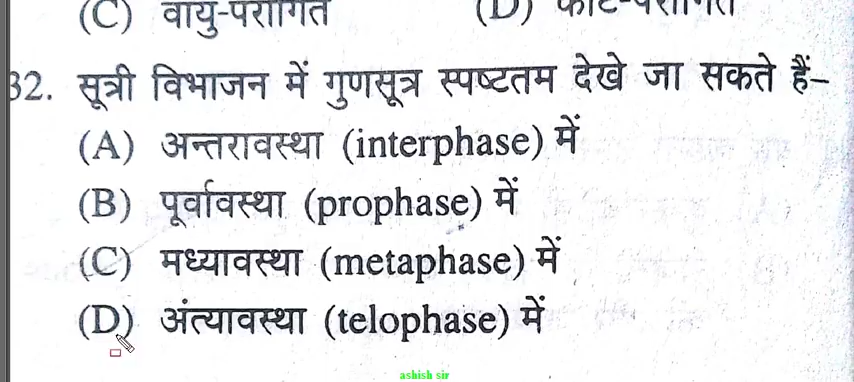 (C) वायु-परागित (D) कीट-परागित
32. सूत्री विभाजन में गुणसूत्र स्पष्टतम देखे जा सकते हैं–
(A) अन्तरावस्था (interphase) में
(B) पूर्वावस्था (prophase) में
(C) मध्यावस्था (metaphase) में
(D) अंत्यावस्था (telophase) में
ashish sir